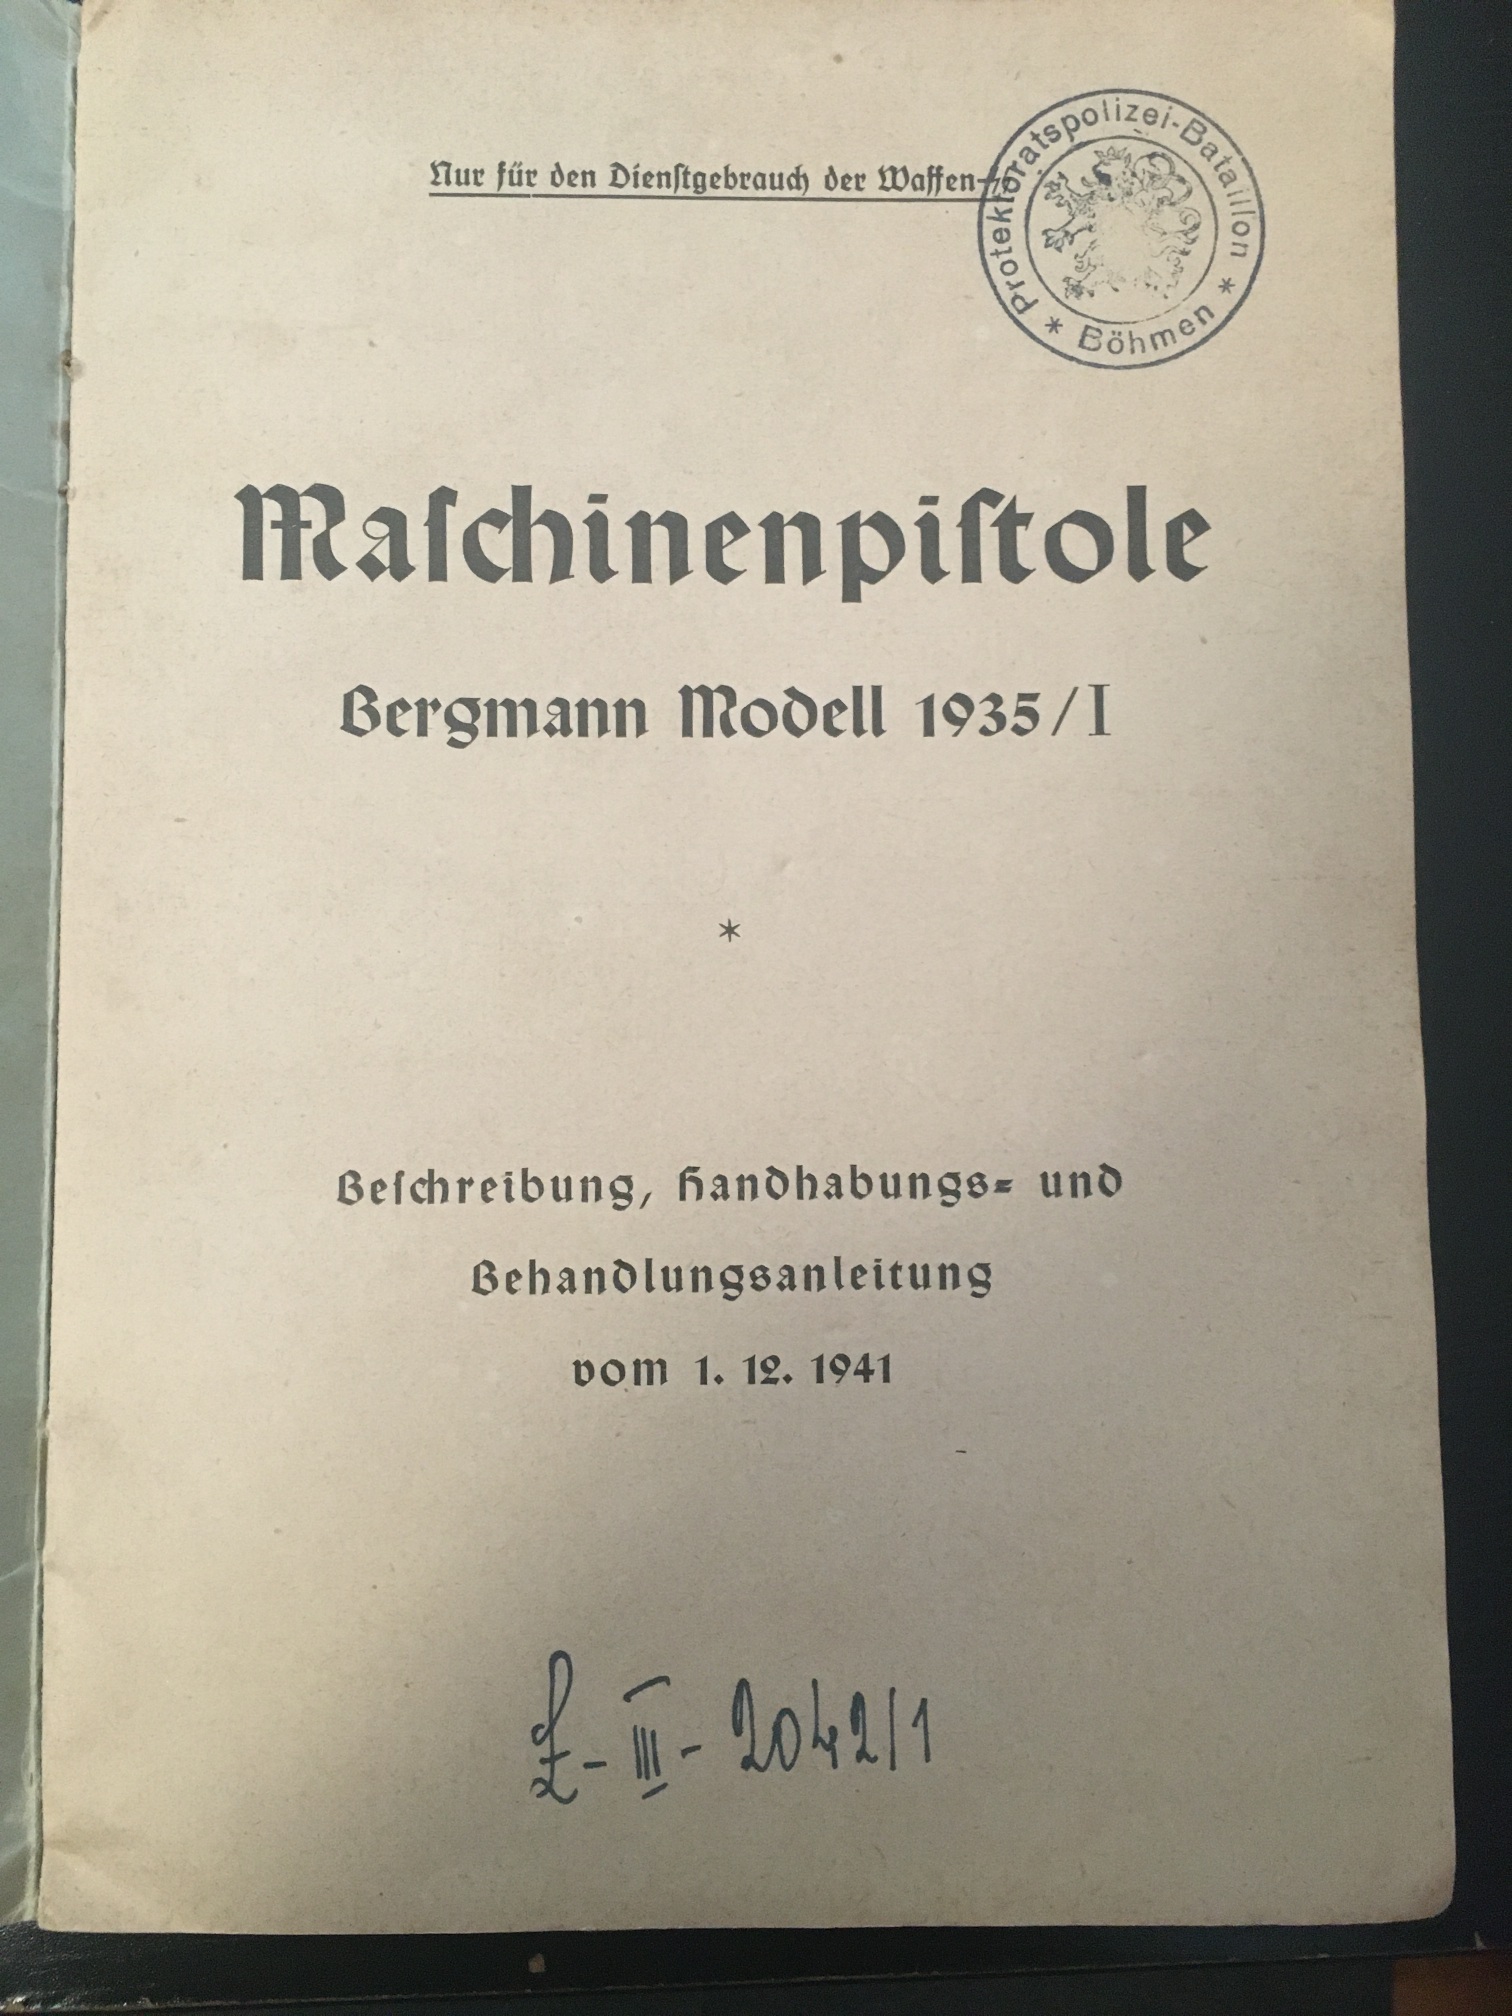 Nur für den Dienſtgebrauch der Waffen-ϟϟ
Protektoratspolizei-Bataillon * Böhmen *
Maſchinenpiſtole
Bergmann Modell 1935/I
*
Beſchreibung, Handhabungs= und
Behandlungsanleitung
vom 1. 12. 1941
-III-2042/1